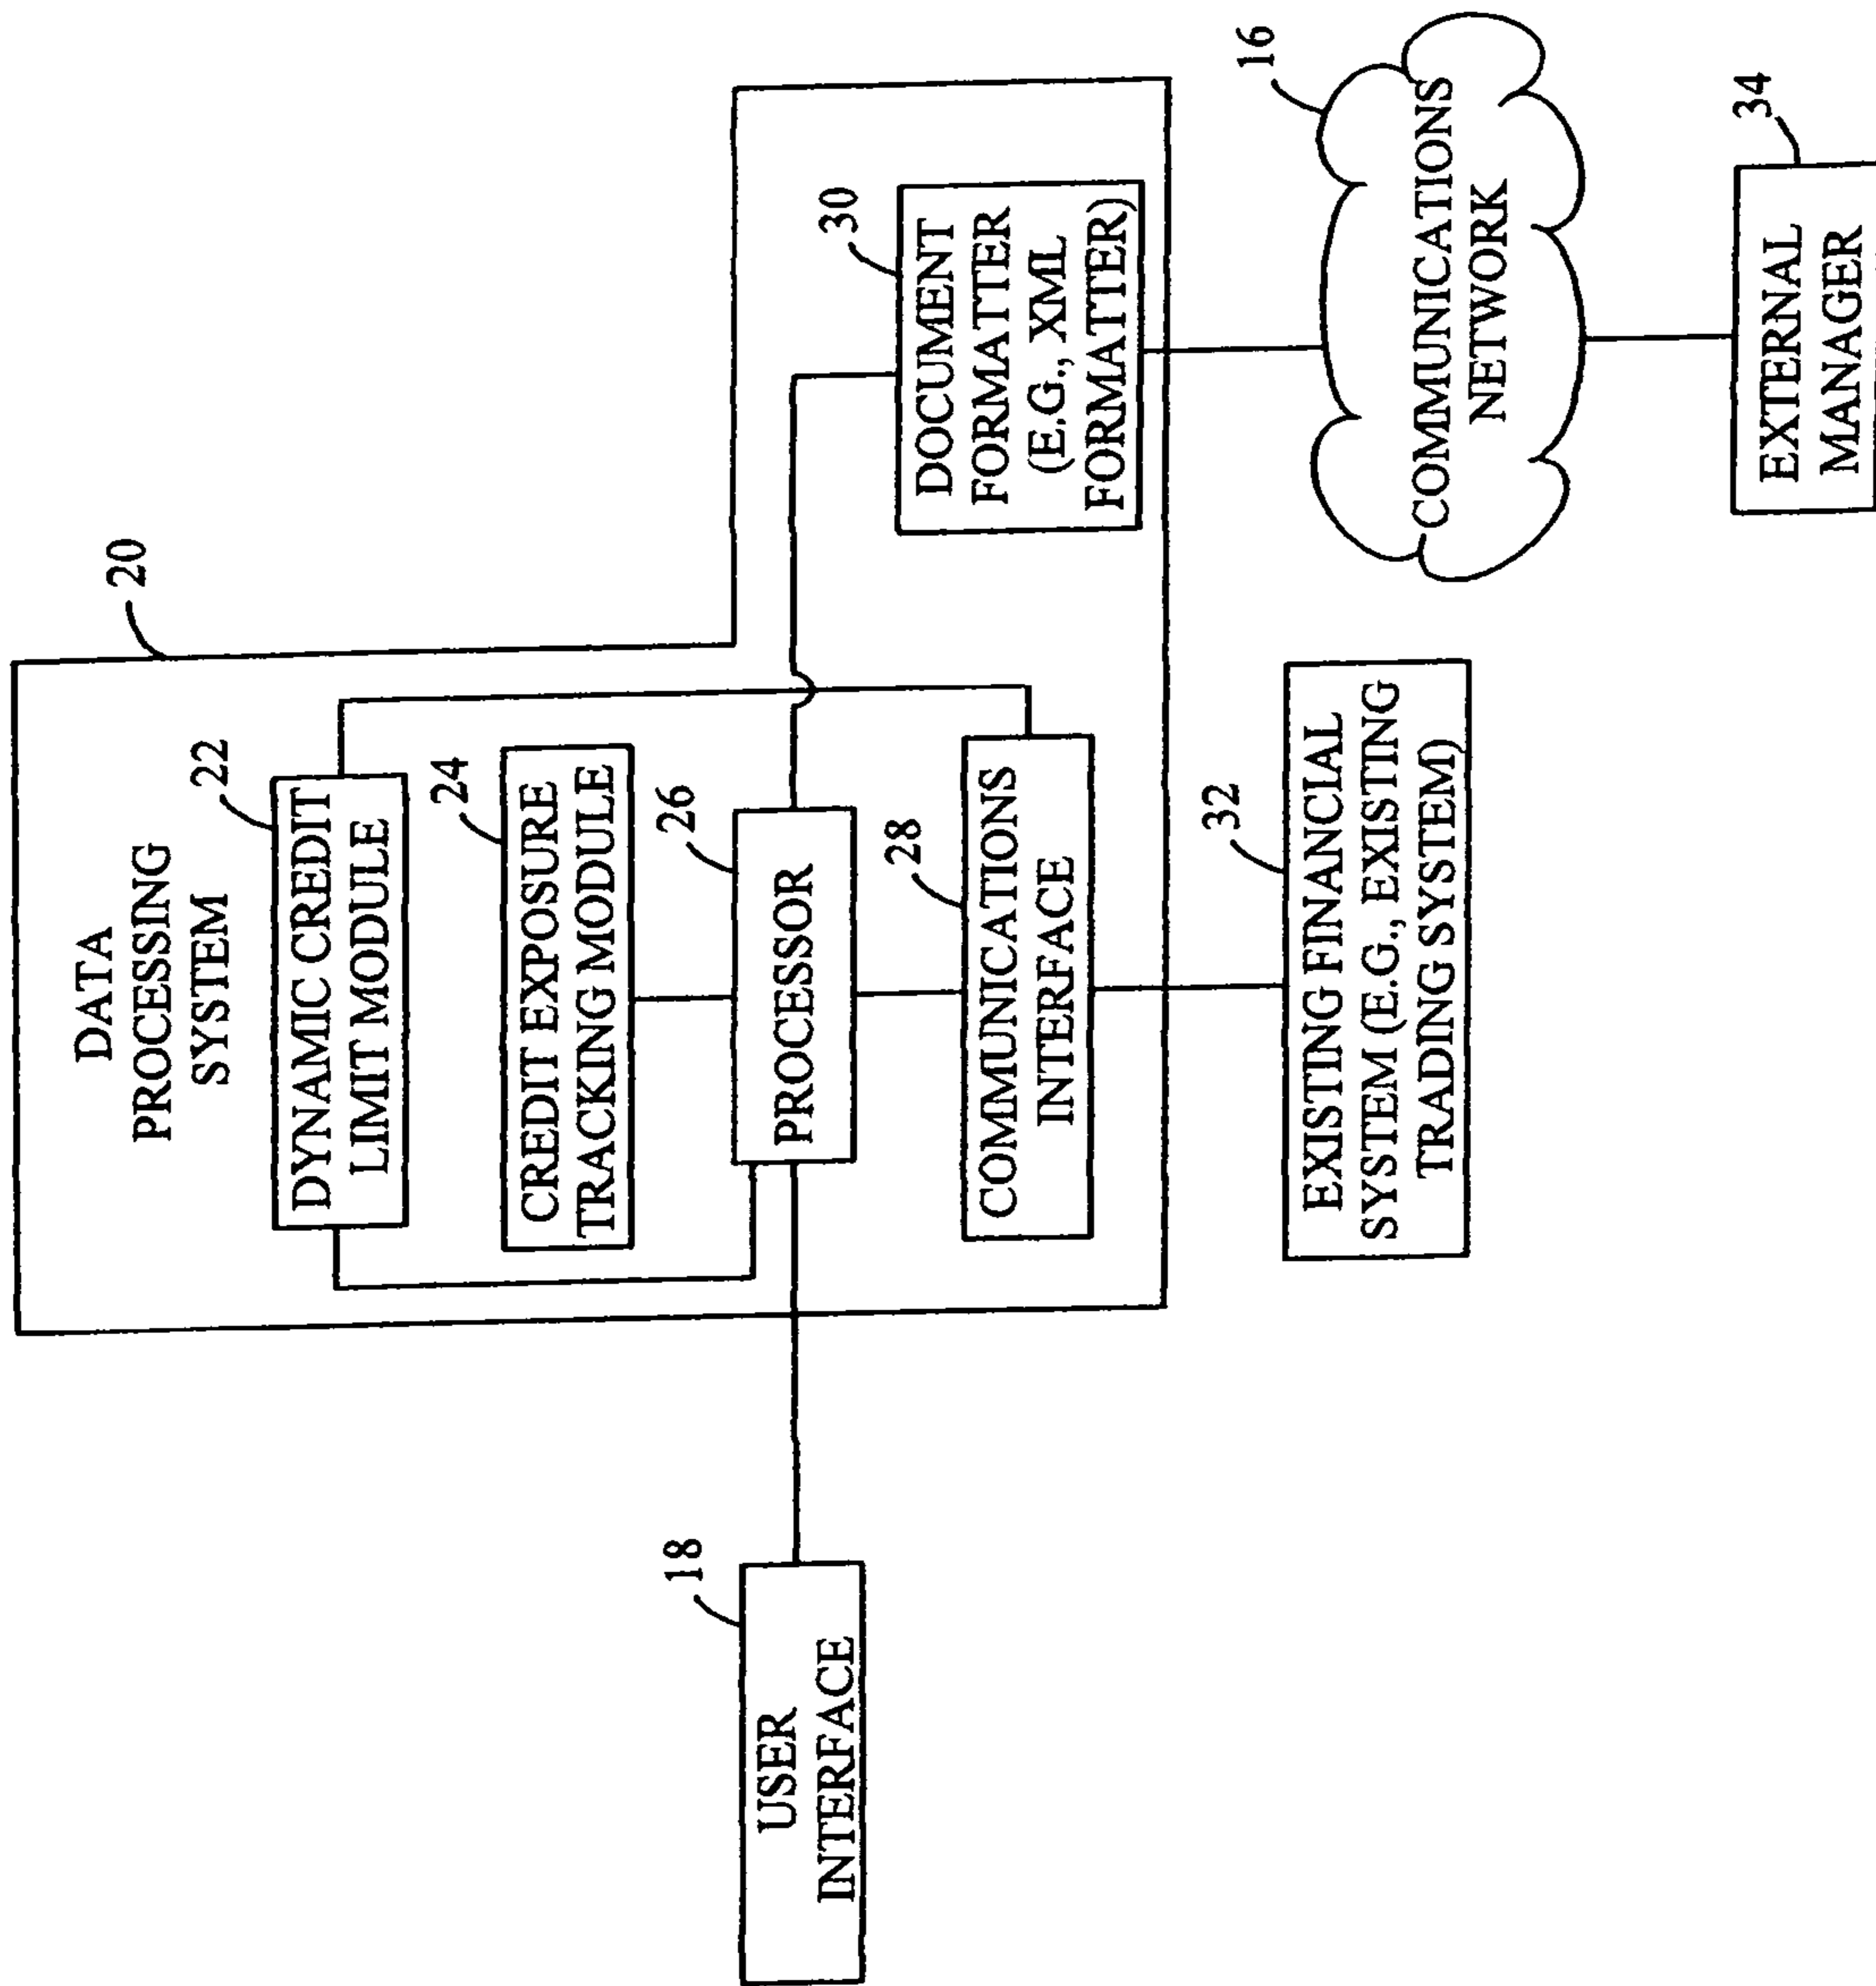 20
DATA
PROCESSING
SYSTEM
22
DYNAMIC CREDIT
LIMIT MODULE
24
CREDIT EXPOSURE
TRACKING MODULE
18
USER
INTERFACE
26
PROCESSOR
28
COMMUNICATIONS
INTERFACE
30
DOCUMENT
FORMATTER
(E.G., XML
FORMATTER)
32
EXISTING FINANCIAL
SYSTEM (E.G., EXISTING
TRADING SYSTEM)
16
COMMUNICATIONS
NETWORK
34
EXTERNAL
MANAGER